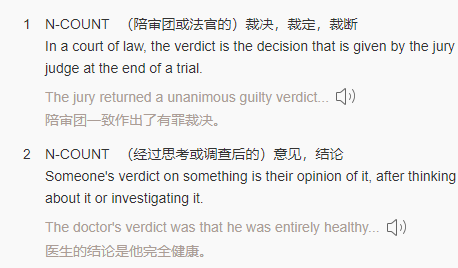 1 N-COUNT （陪审团或法官的）裁决，裁定，裁断
In a court of law, the verdict is the decision that is given by the jury
judge at the end of a trial.
The jury returned a unanimous guilty verdict...
陪审团一致作出了有罪裁决。
2 N-COUNT （经过思考或调查后的）意见，结论
Someone's verdict on something is their opinion of it, after thinking
about it or investigating it.
The doctor's verdict was that he was entirely healthy...
医生的结论是他完全健康。